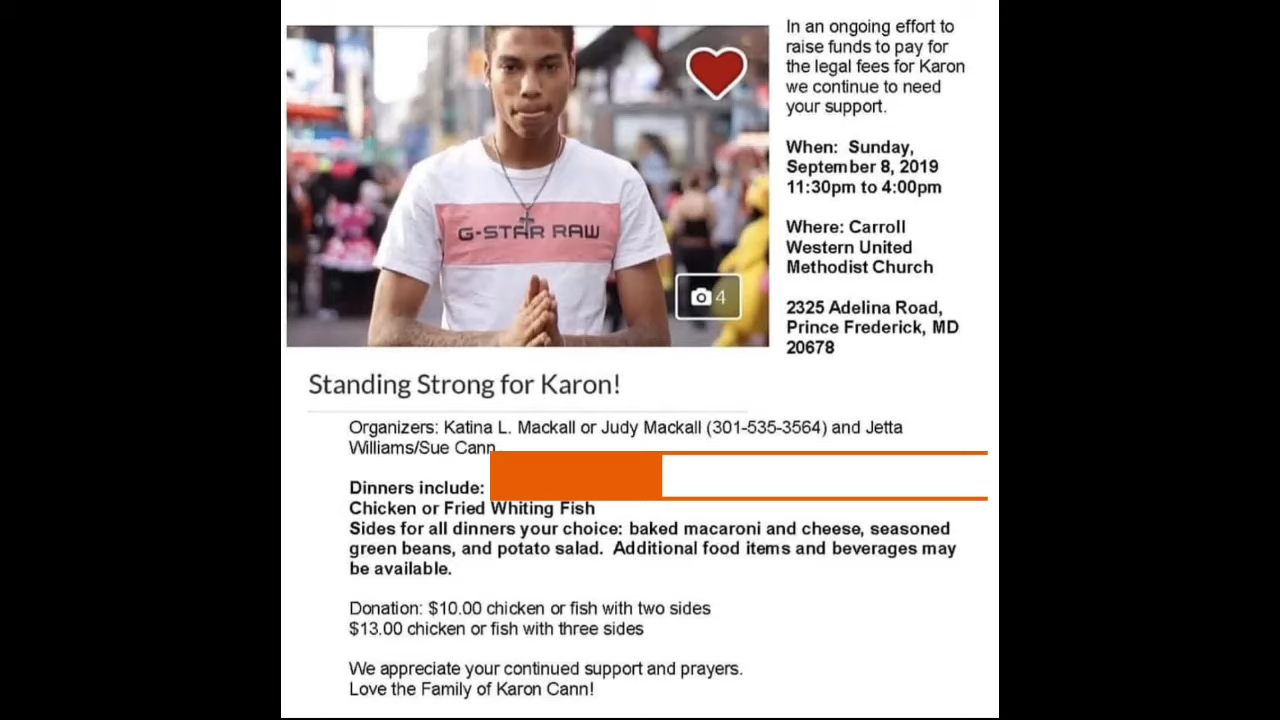 In an ongoing effort to
raise funds to pay for
the legal fees for Karon
we continue to need
your support.
When: Sunday,
September 8, 2019
11:30pm to 4:00pm
Where: Carroll
Western United
Methodist Church
2325 Adelina Road,
Prince Frederick, MD
20678
G-STAR RAW
4
Standing Strong for Karon!
Organizers: Katina L. Mackall or Judy Mackall (301-535-3564) and Jetta
Williams/Sue Cann
Dinners include:
Chicken or Fried Whiting Fish
Sides for all dinners your choice: baked macaroni and cheese, seasoned
green beans, and potato salad. Additional food items and beverages may
be available.
Donation: $10.00 chicken or fish with two sides
$13.00 chicken or fish with three sides
We appreciate your continued support and prayers.
Love the Family of Karon Cann!